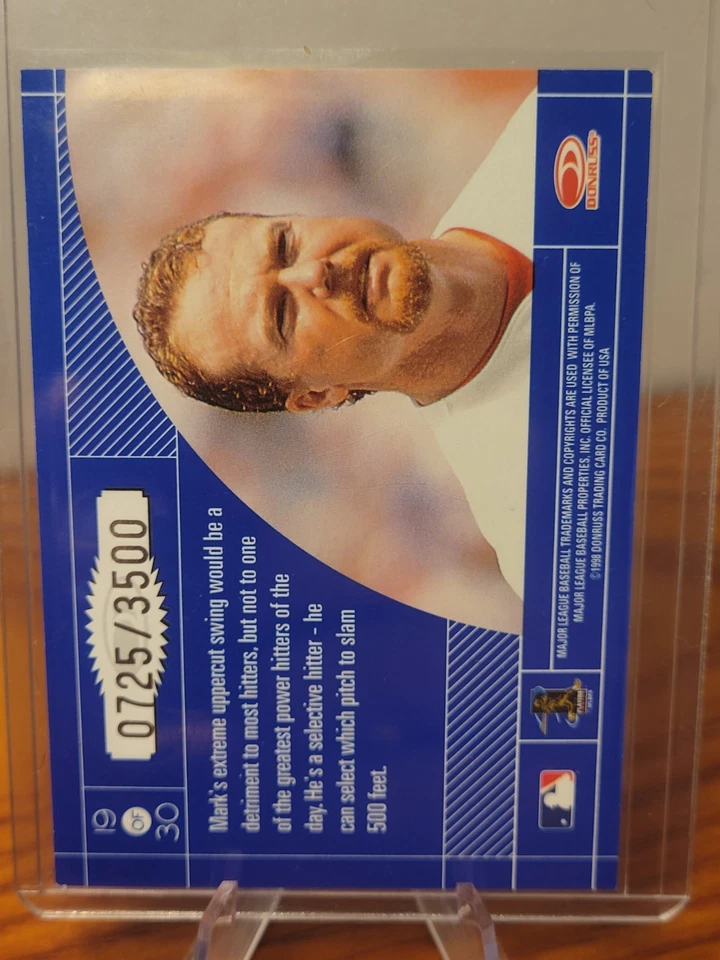 19
OF
30
0725/3500
Mark's extreme uppercut swing would be a
detriment to most hitters, but not to one
of the greatest power hitters of the
day. He's a selective hitter - he
can select which pitch to slam
500 feet.
MAJOR LEAGUE BASEBALL TRADEMARKS AND COPYRIGHTS ARE USED WITH PERMISSION OF
MAJOR LEAGUE BASEBALL PROPERTIES, INC. OFFICIAL LICENSEE OF MLBPA.
©1998 DONRUSS TRADING CARD CO. PRODUCT OF USA
DONRUSS